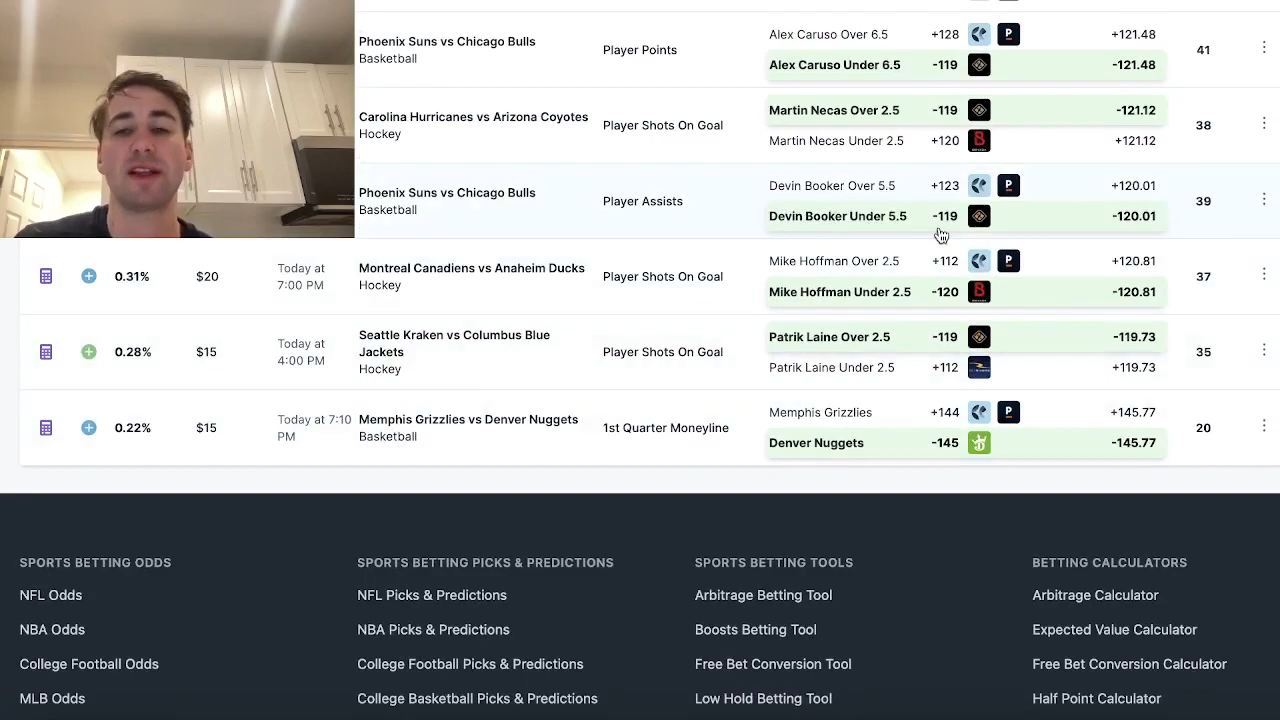 Phoenix Suns vs Chicago Bulls
Basketball
Player Points
Alex Caruso Over 6.5 +128 +121.48
Alex Caruso Under 6.5 -119 -121.48
41
Carolina Hurricanes vs Arizona Coyotes
Hockey
Player Shots On Goal
Martin Necas Over 2.5 -119 -121.12
Martin Necas Under 2.5 +120 +121.12
38
Phoenix Suns vs Chicago Bulls
Basketball
Player Assists
Devin Booker Over 5.5 +123 +120.01
Devin Booker Under 5.5 -119 -120.01
39
0.31% $20
Today at
7:00 PM
Montreal Canadiens vs Anaheim Ducks
Hockey
Player Shots On Goal
Mike Hoffman Over 2.5 +112 +120.81
Mike Hoffman Under 2.5 -120 -120.81
37
0.28% $15
Today at
4:00 PM
Seattle Kraken vs Columbus Blue
Jackets
Hockey
Player Shots On Goal
Patrik Laine Over 2.5 -119 -119.73
Patrik Laine Under 2.5 +112 +119.73
35
0.22% $15
Today at 7:10
PM
Memphis Grizzlies vs Denver Nuggets
Basketball
1st Quarter Moneyline
Memphis Grizzlies +144 +145.77
Denver Nuggets -145 -145.77
20
SPORTS BETTING ODDS
NFL Odds
NBA Odds
College Football Odds
MLB Odds
SPORTS BETTING PICKS & PREDICTIONS
NFL Picks & Predictions
NBA Picks & Predictions
College Football Picks & Predictions
College Basketball Picks & Predictions
SPORTS BETTING TOOLS
Arbitrage Betting Tool
Boosts Betting Tool
Free Bet Conversion Tool
Low Hold Betting Tool
BETTING CALCULATORS
Arbitrage Calculator
Expected Value Calculator
Free Bet Conversion Calculator
Half Point Calculator